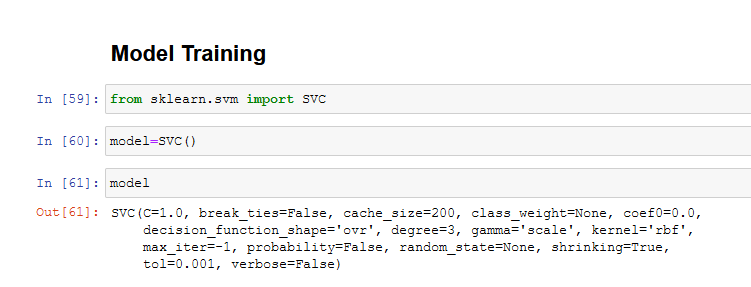 Model Training
In [59]: from sklearn.svm import SVC
In [60]: model=SVC()
In [61]: model
Out[61]: SVC(C=1.0, break_ties=False, cache_size=200, class_weight=None, coef0=0.0,
decision_function_shape='ovr', degree=3, gamma='scale', kernel='rbf',
max_iter=-1, probability=False, random_state=None, shrinking=True,
tol=0.001, verbose=False)